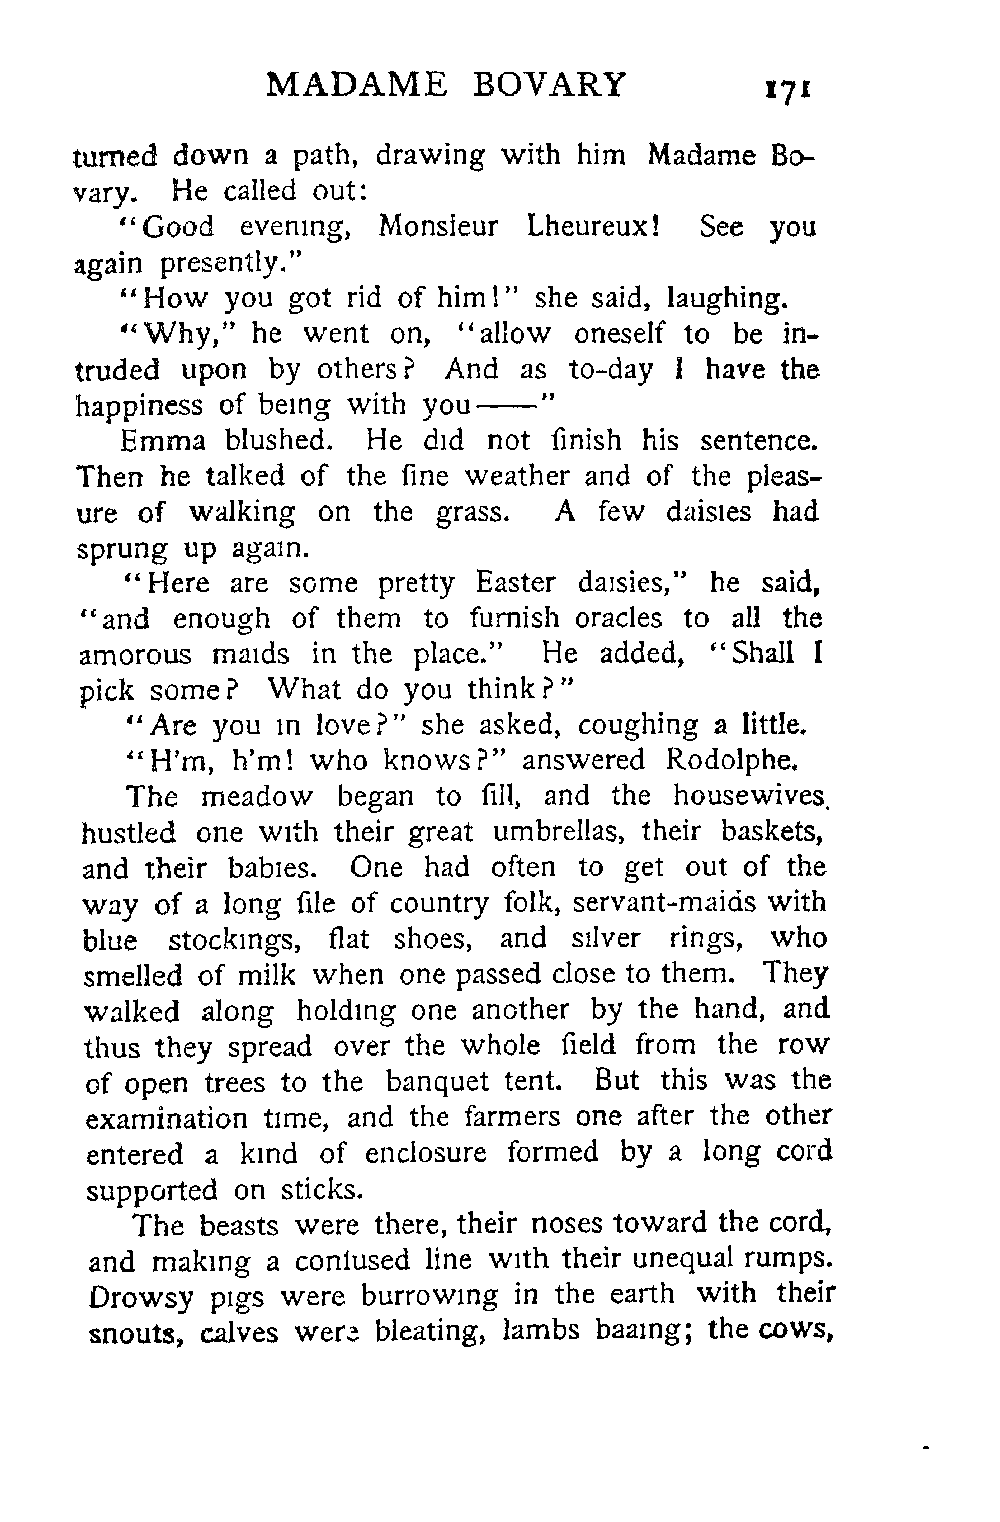 MADAME BOVARY 171
turned down a path, drawing with him Madame Bo-
vary. He called out:
"Good evening, Monsieur Lheureux! See you
again presently."
"How you got rid of him!" she said, laughing.
"Why," he went on, "allow oneself to be in-
truded upon by others? And as to-day I have the
happiness of being with you——"
Emma blushed. He did not finish his sentence.
Then he talked of the fine weather and of the pleas-
ure of walking on the grass. A few daisies had
sprung up again.
"Here are some pretty Easter daisies," he said,
"and enough of them to furnish oracles to all the
amorous maids in the place." He added, "Shall I
pick some? What do you think?"
"Are you in love?" she asked, coughing a little.
"H'm, h'm! who knows?" answered Rodolphe.
The meadow began to fill, and the housewives
hustled one with their great umbrellas, their baskets,
and their babies. One had often to get out of the
way of a long file of country folk, servant-maids with
blue stockings, flat shoes, and silver rings, who
smelled of milk when one passed close to them. They
walked along holding one another by the hand, and
thus they spread over the whole field from the row
of open trees to the banquet tent. But this was the
examination time, and the farmers one after the other
entered a kind of enclosure formed by a long cord
supported on sticks.
The beasts were there, their noses toward the cord,
and making a confused line with their unequal rumps.
Drowsy pigs were burrowing in the earth with their
snouts, calves were bleating, lambs baaing; the cows,